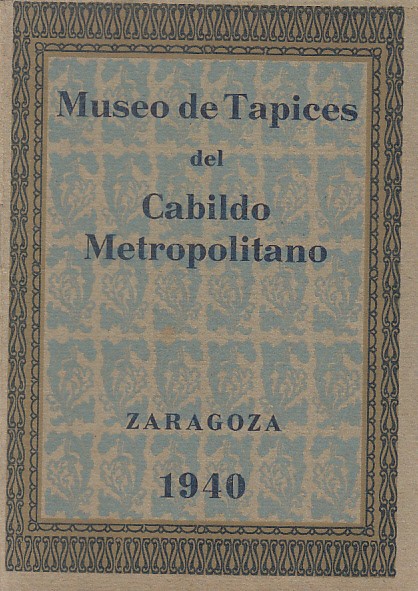 Museo de Tapices
del
Cabildo
Metropolitano
ZARAGOZA
1940